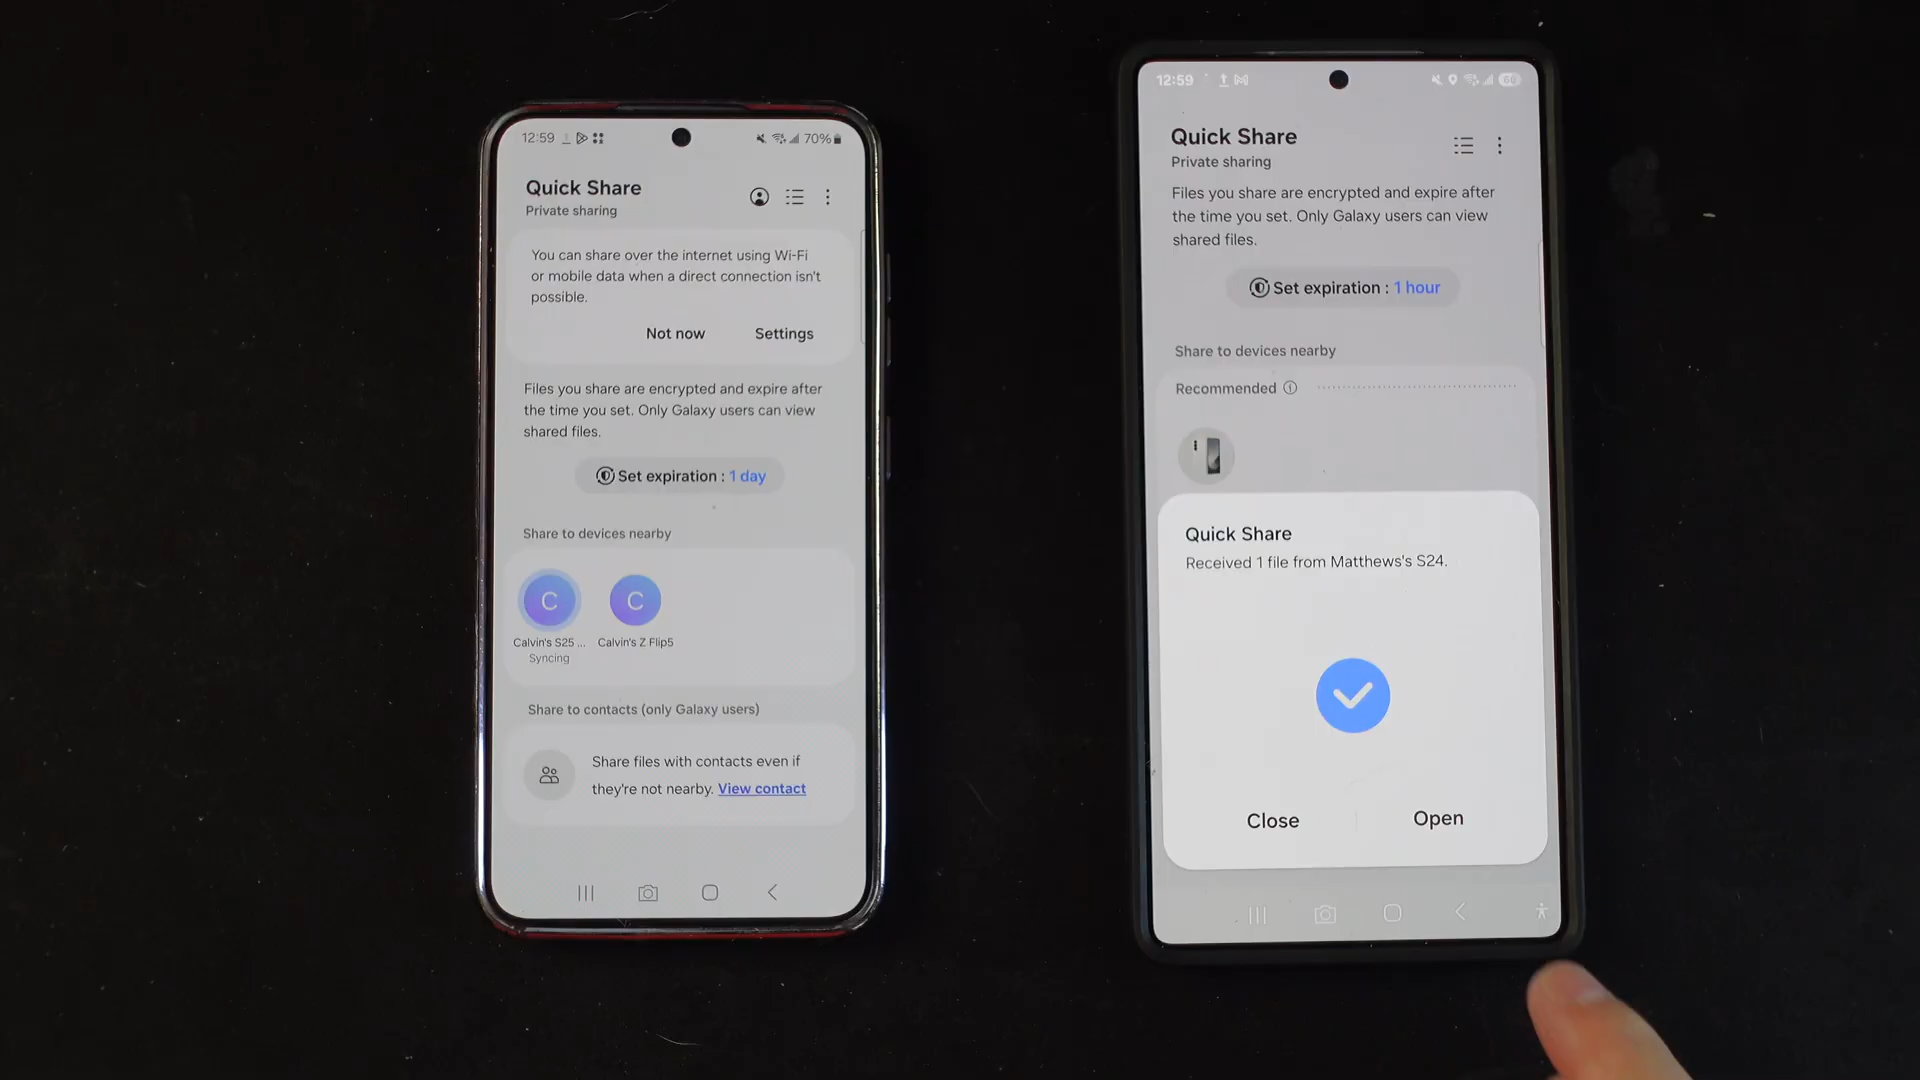 12:59
70%
Quick Share
Private sharing
You can share over the internet using Wi-Fi
or mobile data when a direct connection isn't
possible.
Not now
Settings
Files you share are encrypted and expire after
the time you set. Only Galaxy users can view
shared files.
Set expiration : 1 day
Share to devices nearby
C
C
Calvin's S25 ...
Calvin's Z Flip5
Syncing
Share to contacts (only Galaxy users)
Share files with contacts even if
they're not nearby. View contact
12:59
Quick Share
Private sharing
Files you share are encrypted and expire after
the time you set. Only Galaxy users can view
shared files.
Set expiration : 1 hour
Share to devices nearby
Recommended
Quick Share
Received 1 file from Matthews's S24.
Close
Open